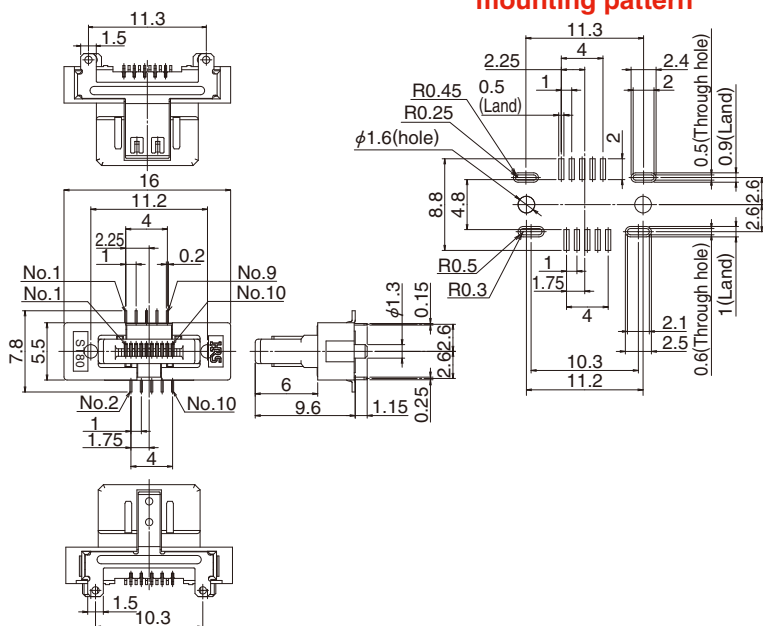 mounting pattern
11.3
1.5
16
11.2
4
2.25
1
0.2
No.1
No.9
No.1
No.10
7.8
5.5
ST80
HRS
No.2
No.10
1
1.75
4
φ1.3
0.15
2.6
2.6
6
9.6
1.15
0.25
1.5
10.3
11.3
4
2.25
1
0.5
(Land)
R0.45
R0.25
φ1.6(hole)
2.4
2
2
0.5(Through hole)
0.9(Land)
8.8
4.8
2.6
2.6
R0.5
R0.3
1
1.75
4
2.1
2.5
10.3
11.2
0.6(Through hole)
1(Land)